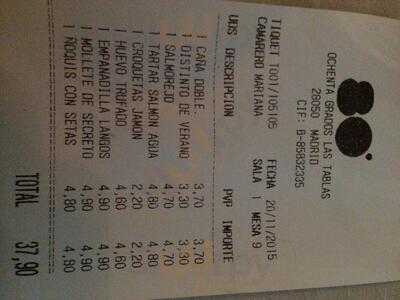 80°
OCHENTA GRADOS LAS TABLAS
28050 MADRID
CIF: B-85832335
TIQUET T001/105105 FECHA 20/11/2015
CAMARERO MARIANA SALA 1 MESA 9
UDS DESCRIPCION PVP IMPORTE
1 CAÑA DOBLE 3,70 3,70
1 DISTINTO DE VERANO 3,30 3,30
1 SALMOREJO 4,70 4,70
1 TARTAR SALMON AGUA 4,80 4,80
1 CROQUETAS JAMON 2,20 2,20
1 HUEVO TRUFADO 4,60 4,60
1 EMPANADILLA LANGOS 4,90 4,90
1 MOLLETE DE SECRETO 4,90 4,90
1 ÑOQUIS CON SETAS 4,80 4,80
TOTAL 37,90